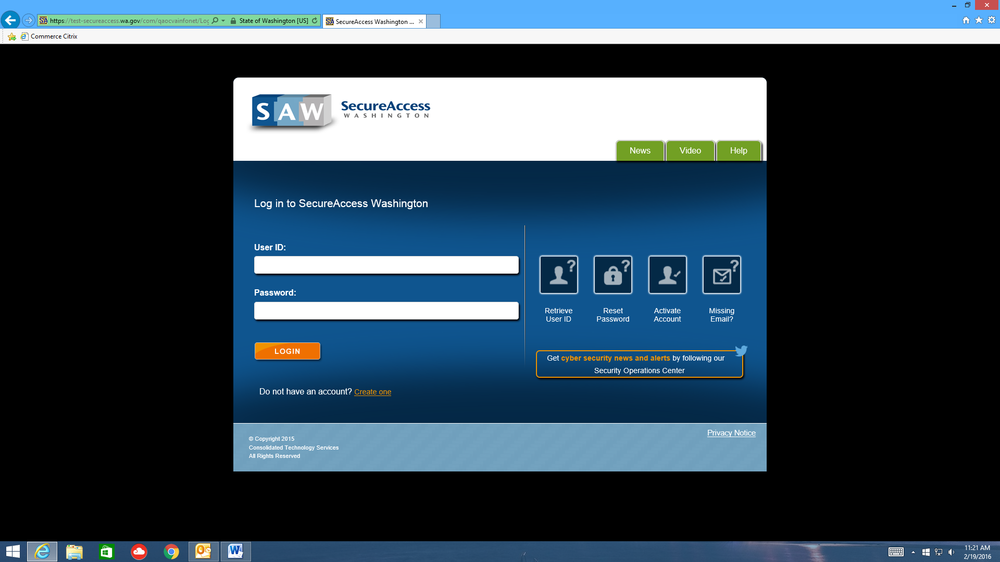 https://test-secureaccess.wa.gov/com/qaocvainfonet/Log
State of Washington [US]
SecureAccess Washington ...
Commerce Citrix
SAW
SecureAccess
WASHINGTON
News
Video
Help
Log in to SecureAccess Washington
User ID:
Password:
LOGIN
Do not have an account? Create one
Retrieve
User ID
Reset
Password
Activate
Account
Missing
Email?
Get cyber security news and alerts by following our
Security Operations Center
© Copyright 2015
Consolidated Technology Services
All Rights Reserved
Privacy Notice
11:21 AM
2/19/2016